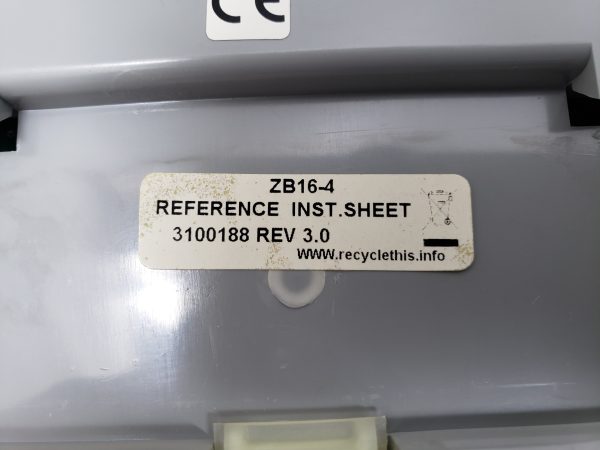 CE
ZB16-4
REFERENCE INST.SHEET
3100188 REV 3.0
www.recyclethis.info